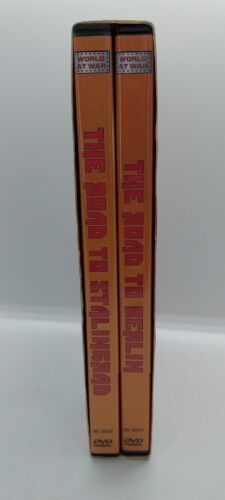 WORLD
AT WAR
THE ROAD TO STALINGRAD
DVD
WORLD
AT WAR
THE ROAD TO BERLIN
DVD